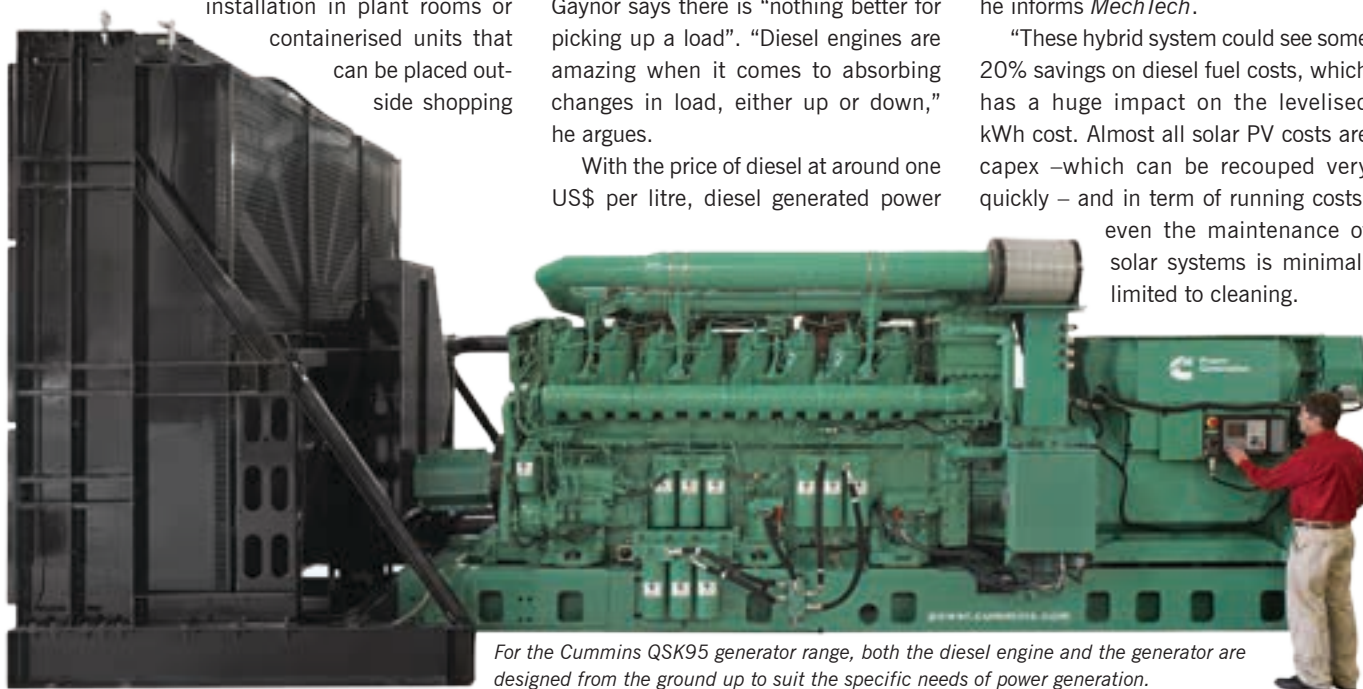 installation in plant rooms or
containerised units that
can be placed out-
side shopping
Gaynor says there is “nothing better for
picking up a load”. “Diesel engines are
amazing when it comes to absorbing
changes in load, either up or down,”
he argues.
With the price of diesel at around one
US$ per litre, diesel generated power
he informs MechTech.
“These hybrid system could see some
20% savings on diesel fuel costs, which
has a huge impact on the levelised
kWh cost. Almost all solar PV costs are
capex –which can be recouped very
quickly – and in term of running costs
even the maintenance of
solar systems is minimal
limited to cleaning.
Power
Generation
power.cummins.com
For the Cummins QSK95 generator range, both the diesel engine and the generator are
designed from the ground up to suit the specific needs of power generation.